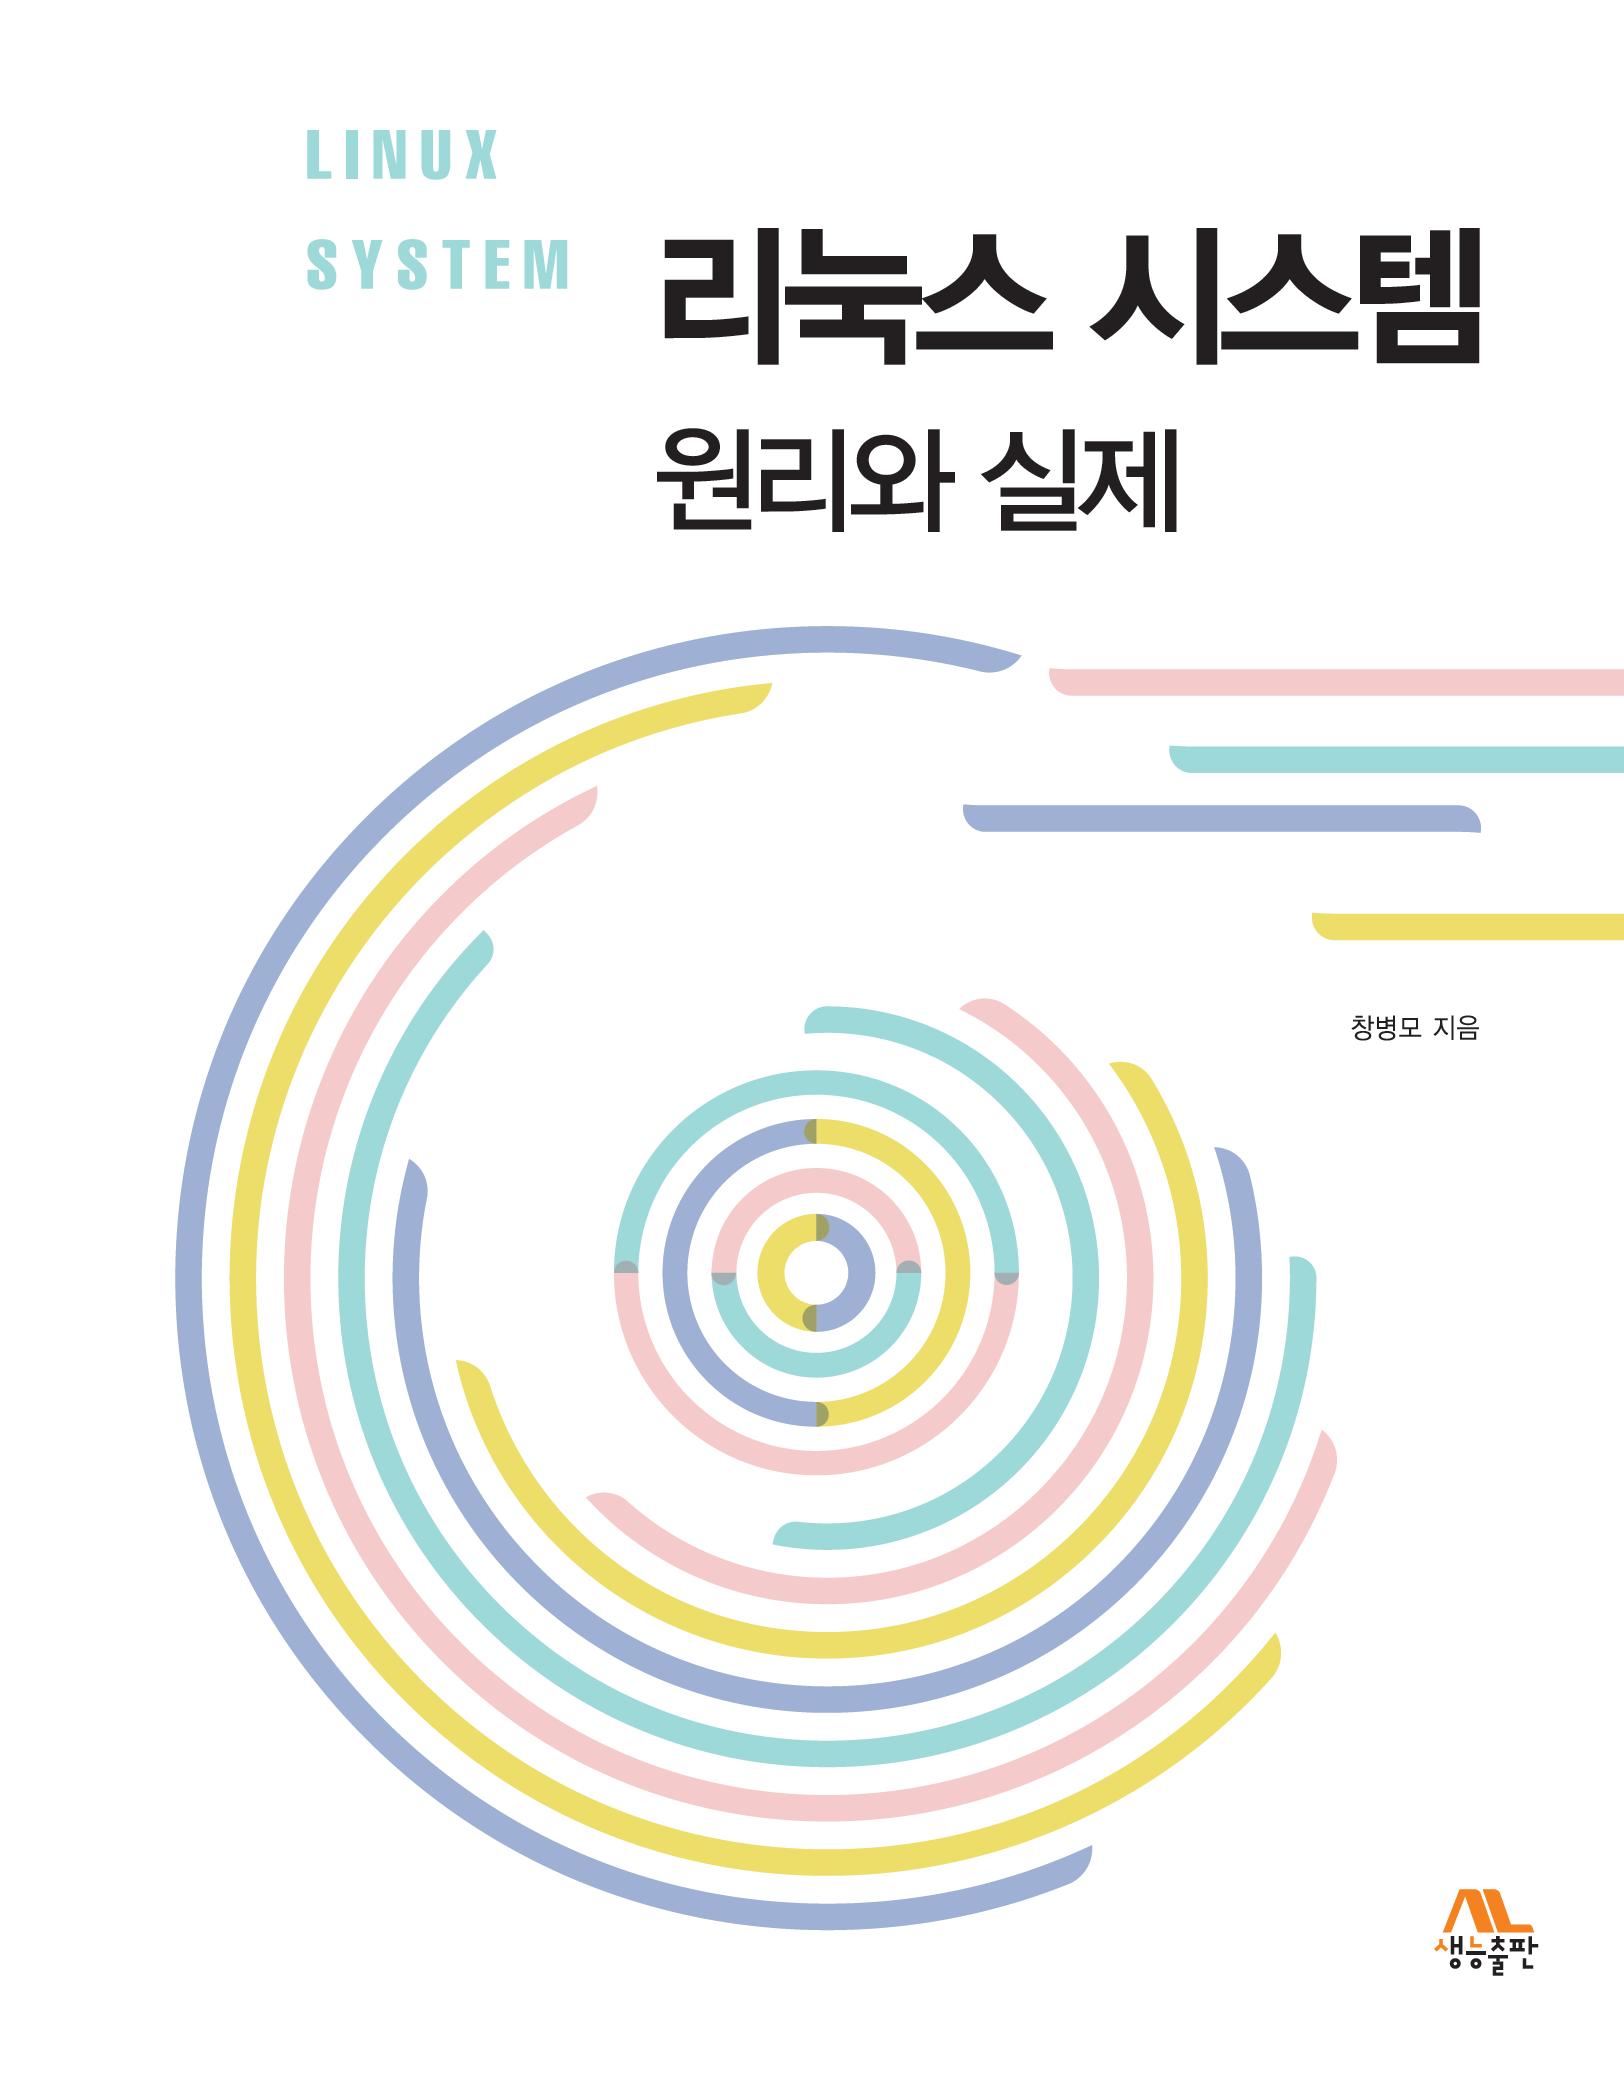 LINUX
SYSTEM
리눅스 시스템
원리와 실제
창병모 지음
생능출판